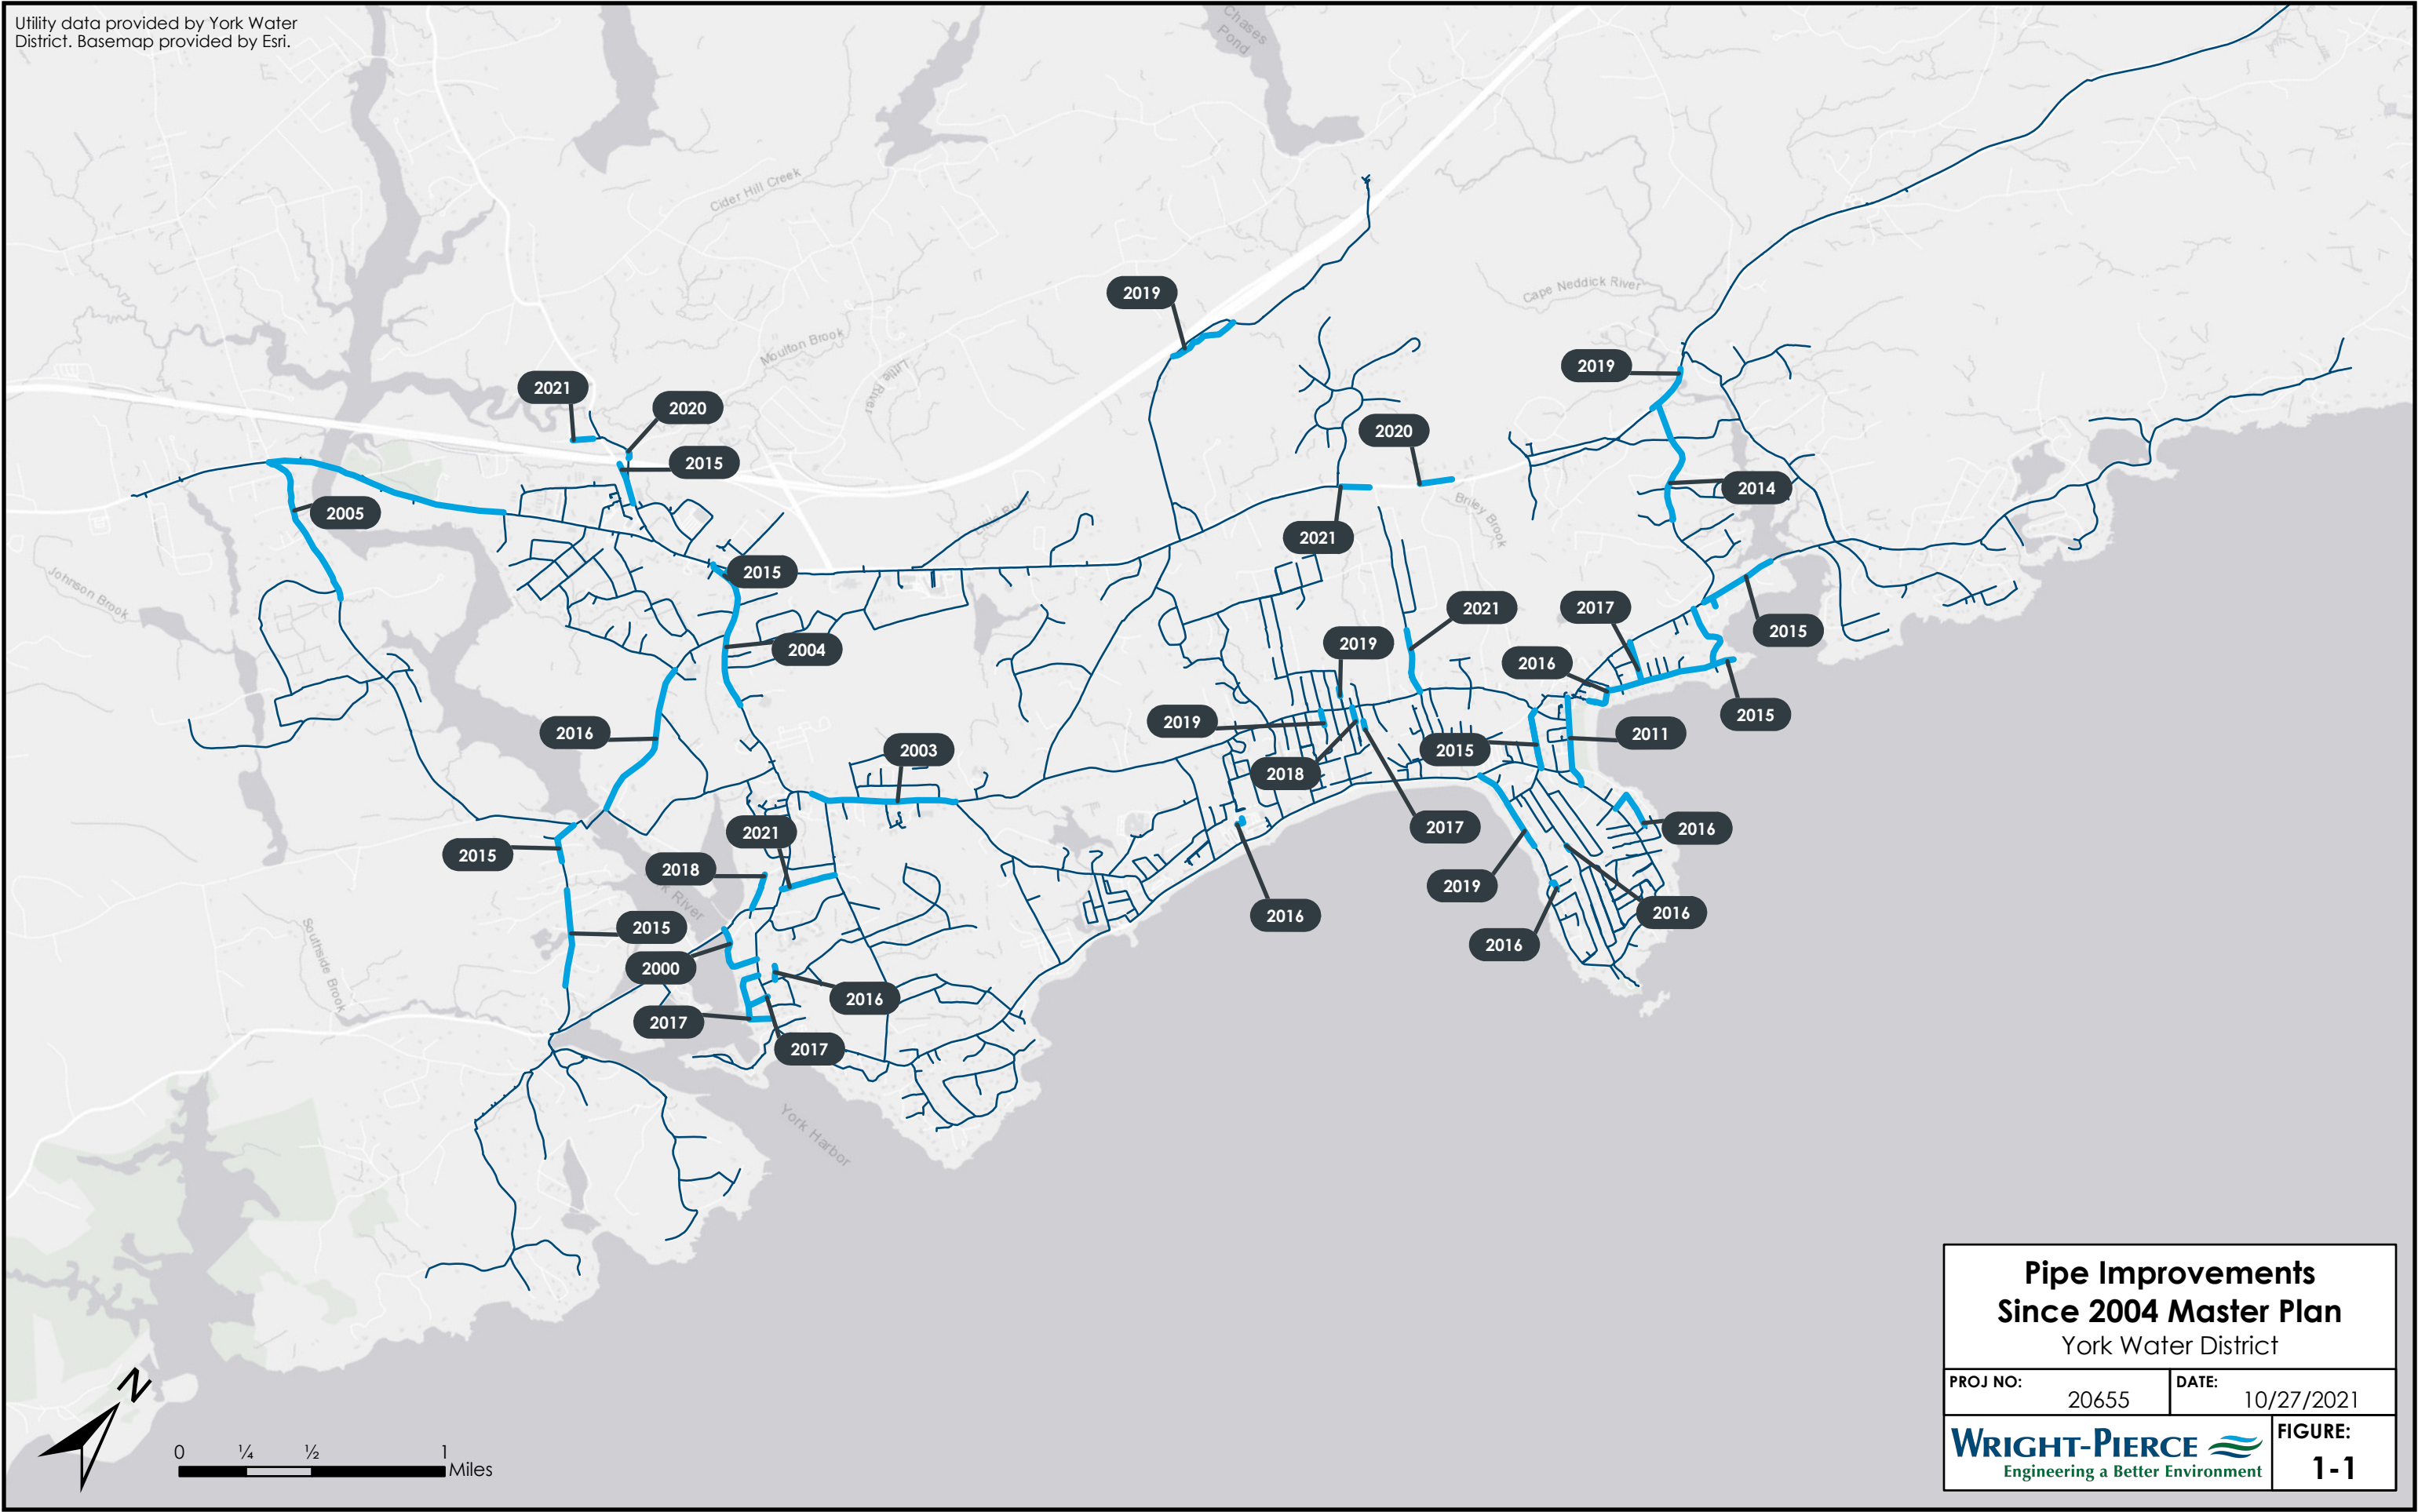 Utility data provided by York Water
District. Basemap provided by Esri.
Chases
Pond
Cider Hill Creek
Cape Neddick River
2019
Moulton Brook
Little River
2019
2021
2020
2020
2015
2014
2005
Briley Brook
2021
Johnson Brook
2015
2021
2017
2015
2004
2019
2016
2015
2019
2016
2011
2003
2015
2018
2021
2017
2016
2015
2018
2019
2016
2016
2016
Southside Brook
2015
2000
2016
2017
2017
York Harbor
Pipe Improvements
Since 2004 Master Plan
York Water District
PROJ NO:
20655
DATE:
10/27/2021
WRIGHT-PIERCE
Engineering a Better Environment
FIGURE:
1-1
N
0 ¼ ½ 1
Miles